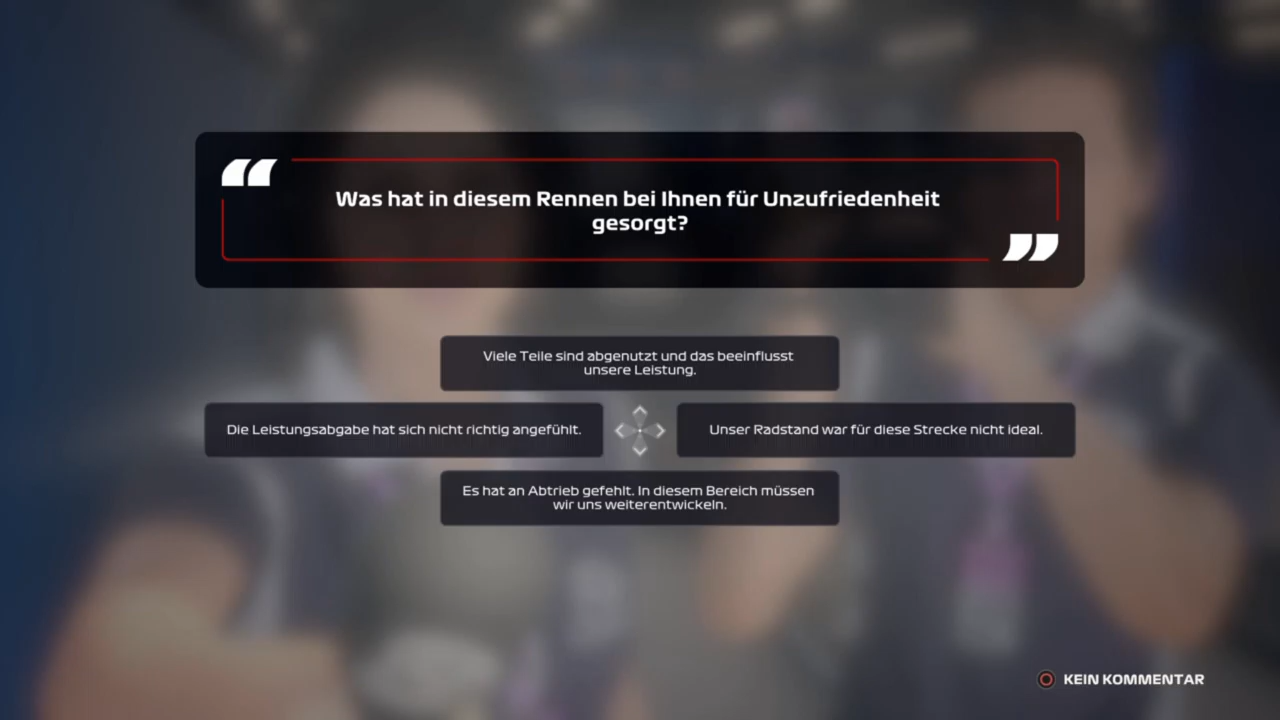 Was hat in diesem Rennen bei Ihnen für Unzufriedenheit
gesorgt?
Viele Teile sind abgenutzt und das beeinflusst
unsere Leistung.
Die Leistungsabgabe hat sich nicht richtig angefühlt.
Unser Radstand war für diese Strecke nicht ideal.
Es hat an Abtrieb gefehlt. In diesem Bereich müssen
wir uns weiterentwickeln.
KEIN KOMMENTAR